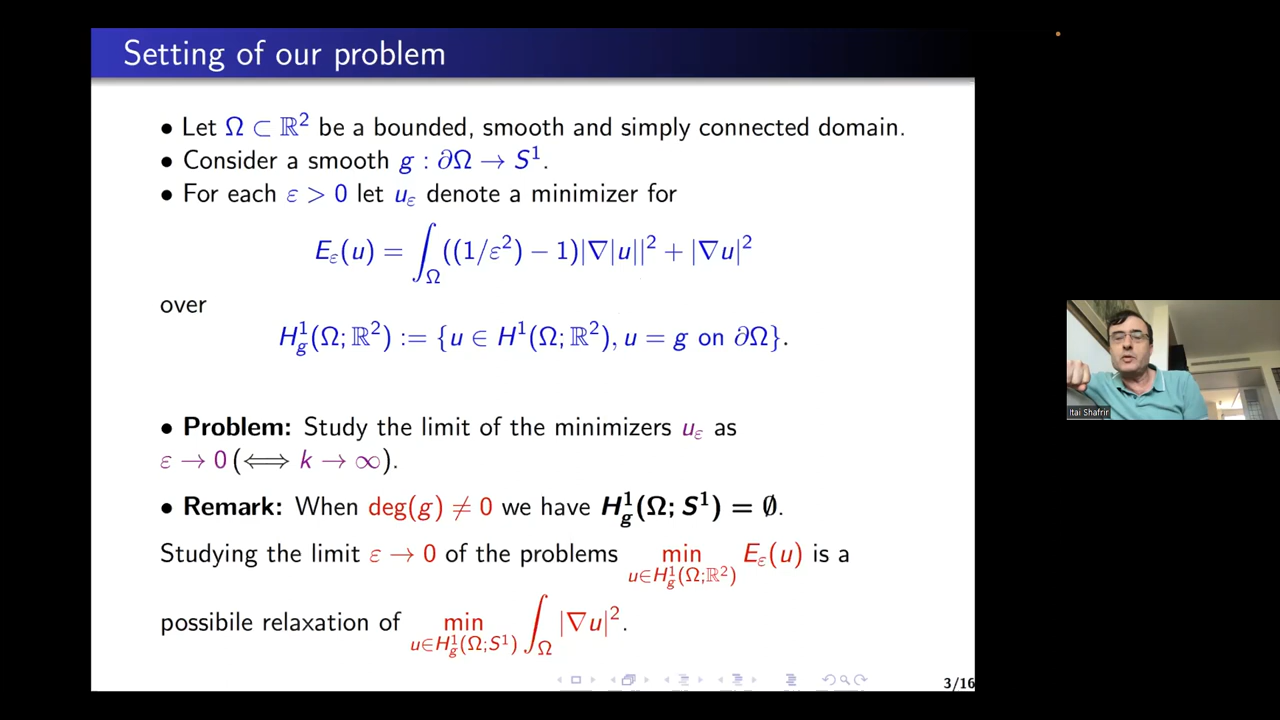 Setting of our problem
• Let Ω ⊂ ℝ² be a bounded, smooth and simply connected domain.
• Consider a smooth g : ∂Ω → S¹.
• For each ε > 0 let u_ε denote a minimizer for
E_ε(u) = ∫_Ω ((1/ε²) − 1)|∇|u||² + |∇u|²
over
H¹_g(Ω; ℝ²) := {u ∈ H¹(Ω; ℝ²), u = g on ∂Ω}.
• Problem: Study the limit of the minimizers u_ε as
ε → 0 (⟺ k → ∞).
• Remark: When deg(g) ≠ 0 we have H¹_g(Ω; S¹) = ∅.
Studying the limit ε → 0 of the problems min_{u∈H¹_g(Ω;ℝ²)} E_ε(u) is a
possibile relaxation of min_{u∈H¹_g(Ω;S¹)} ∫_Ω |∇u|².
3/16
Itai Shafrir